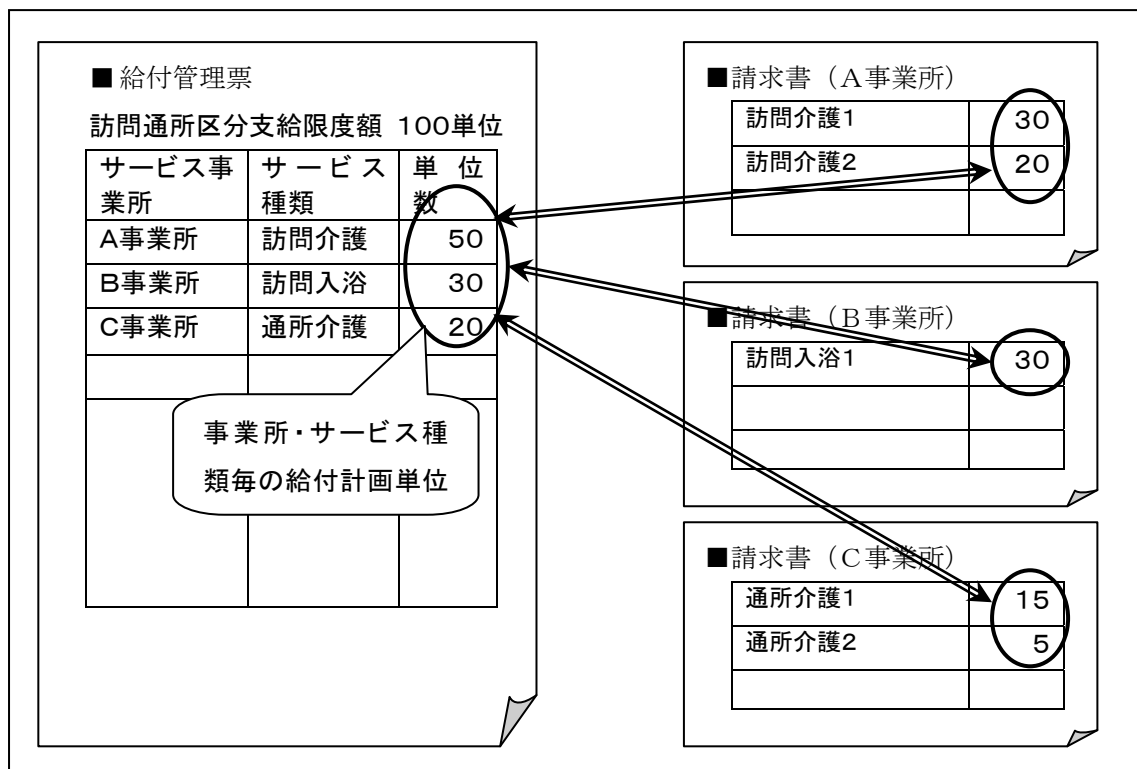 ■ 給付管理票
訪問通所区分支給限度額 100単位
サービス事業所 サービス種類 単位数
A事業所 訪問介護 50
B事業所 訪問入浴 30
C事業所 通所介護 20
事業所・サービス種
類毎の給付計画単位
■請求書（A事業所）
訪問介護1 30
訪問介護2 20
■請求書（B事業所）
訪問入浴1 30
■請求書（C事業所）
通所介護1 15
通所介護2 5